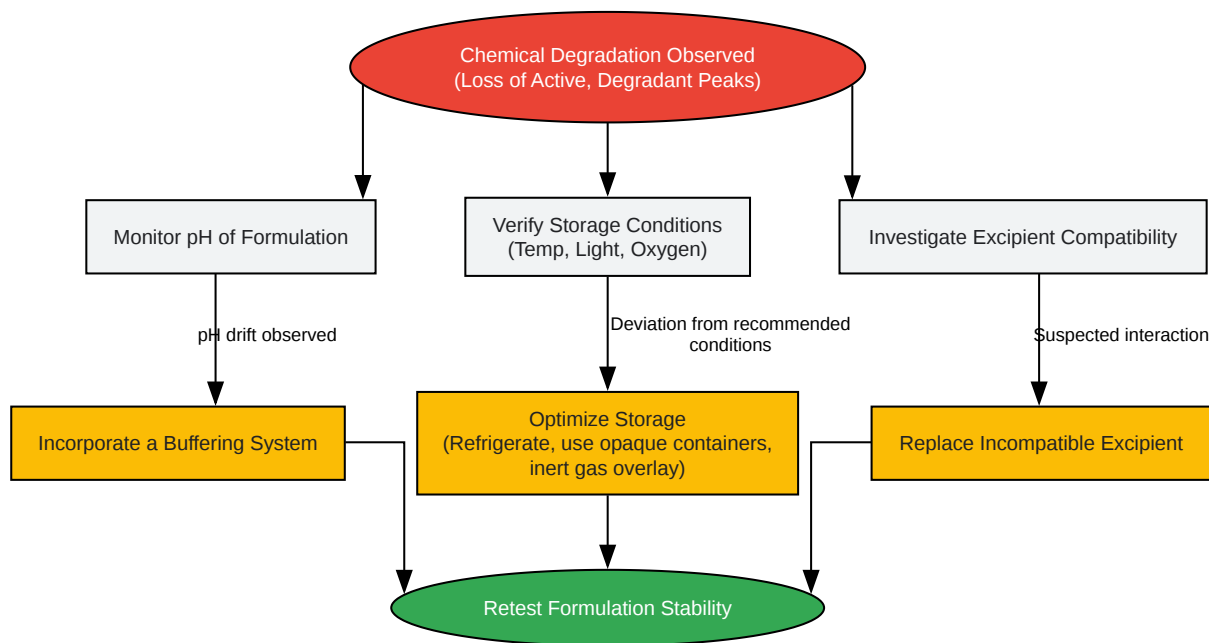 Chemical Degradation Observed
(Loss of Active, Degradant Peaks)
Monitor pH of Formulation
Verify Storage Conditions
(Temp, Light, Oxygen)
Investigate Excipient Compatibility
pH drift observed
Deviation from recommended
conditions
Suspected interaction
Incorporate a Buffering System
Optimize Storage
(Refrigerate, use opaque containers,
inert gas overlay)
Replace Incompatible Excipient
Retest Formulation Stability